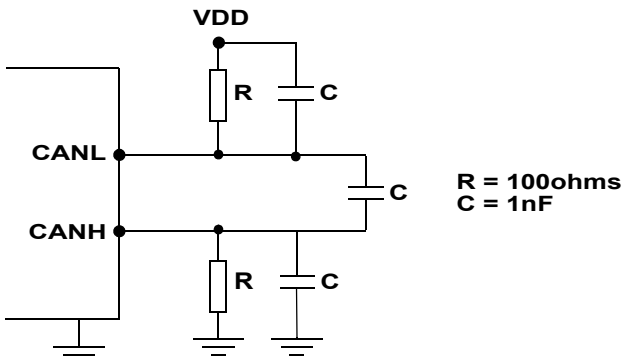 VDD
R
C
CANL
C
R = 100ohms
C = 1nF
CANH
R
C